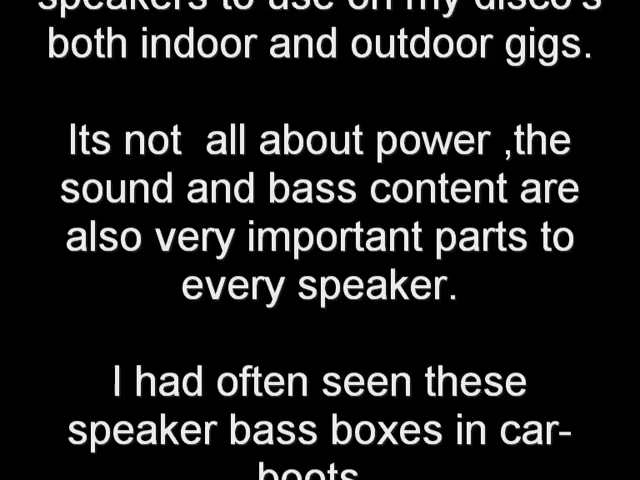 speakers to use on my disco's
both indoor and outdoor gigs.
Its not  all about power ,the
sound and bass content are
also very important parts to
every speaker.
I had often seen these
speaker bass boxes in car-
boots